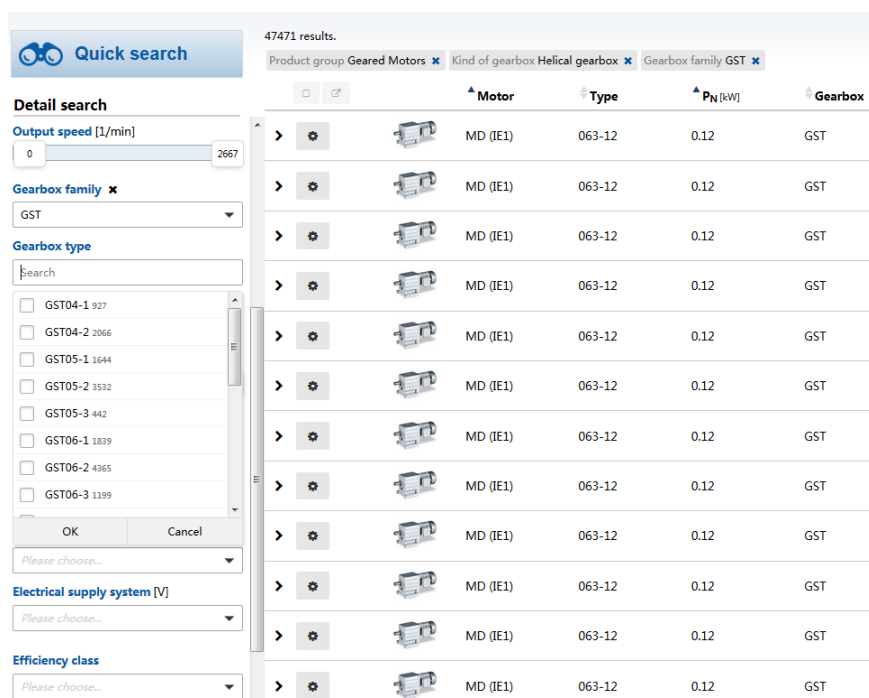 Quick search
Detail search
Output speed [1/min]
0 2667
Gearbox family ✖
GST
Gearbox type
Search
GST04-1 927
GST04-2 2066
GST05-1 1644
GST05-2 3532
GST05-3 442
GST06-1 1839
GST06-2 4365
GST06-3 1199
OK Cancel
Please choose...
Electrical supply system [V]
Please choose...
Efficiency class
Please choose...
47471 results.
Product group Geared Motors ✖ Kind of gearbox Helical gearbox ✖ Gearbox family GST ✖
Motor Type PN [kW] Gearbox
MD (IE1) 063-12 0.12 GST
MD (IE1) 063-12 0.12 GST
MD (IE1) 063-12 0.12 GST
MD (IE1) 063-12 0.12 GST
MD (IE1) 063-12 0.12 GST
MD (IE1) 063-12 0.12 GST
MD (IE1) 063-12 0.12 GST
MD (IE1) 063-12 0.12 GST
MD (IE1) 063-12 0.12 GST
MD (IE1) 063-12 0.12 GST
MD (IE1) 063-12 0.12 GST
MD (IE1) 063-12 0.12 GST